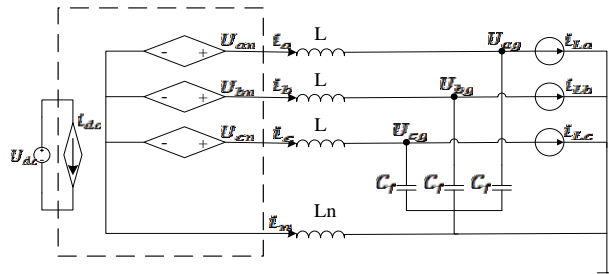 L
U_an i_a U_ag i_La
L
U_bn i_b U_bg i_Lb
L
i_dc U_cn i_c U_cg i_Lc
U_dc
C_f C_f C_f
Ln
i_n